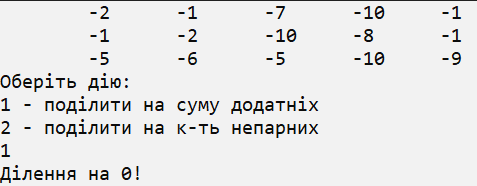 -2 -1 -7 -10 -1
-1 -2 -10 -8 -1
-5 -6 -5 -10 -9
Оберіть дію:
1 - поділити на суму додатніх
2 - поділити на к-ть непарних
1
Ділення на 0!